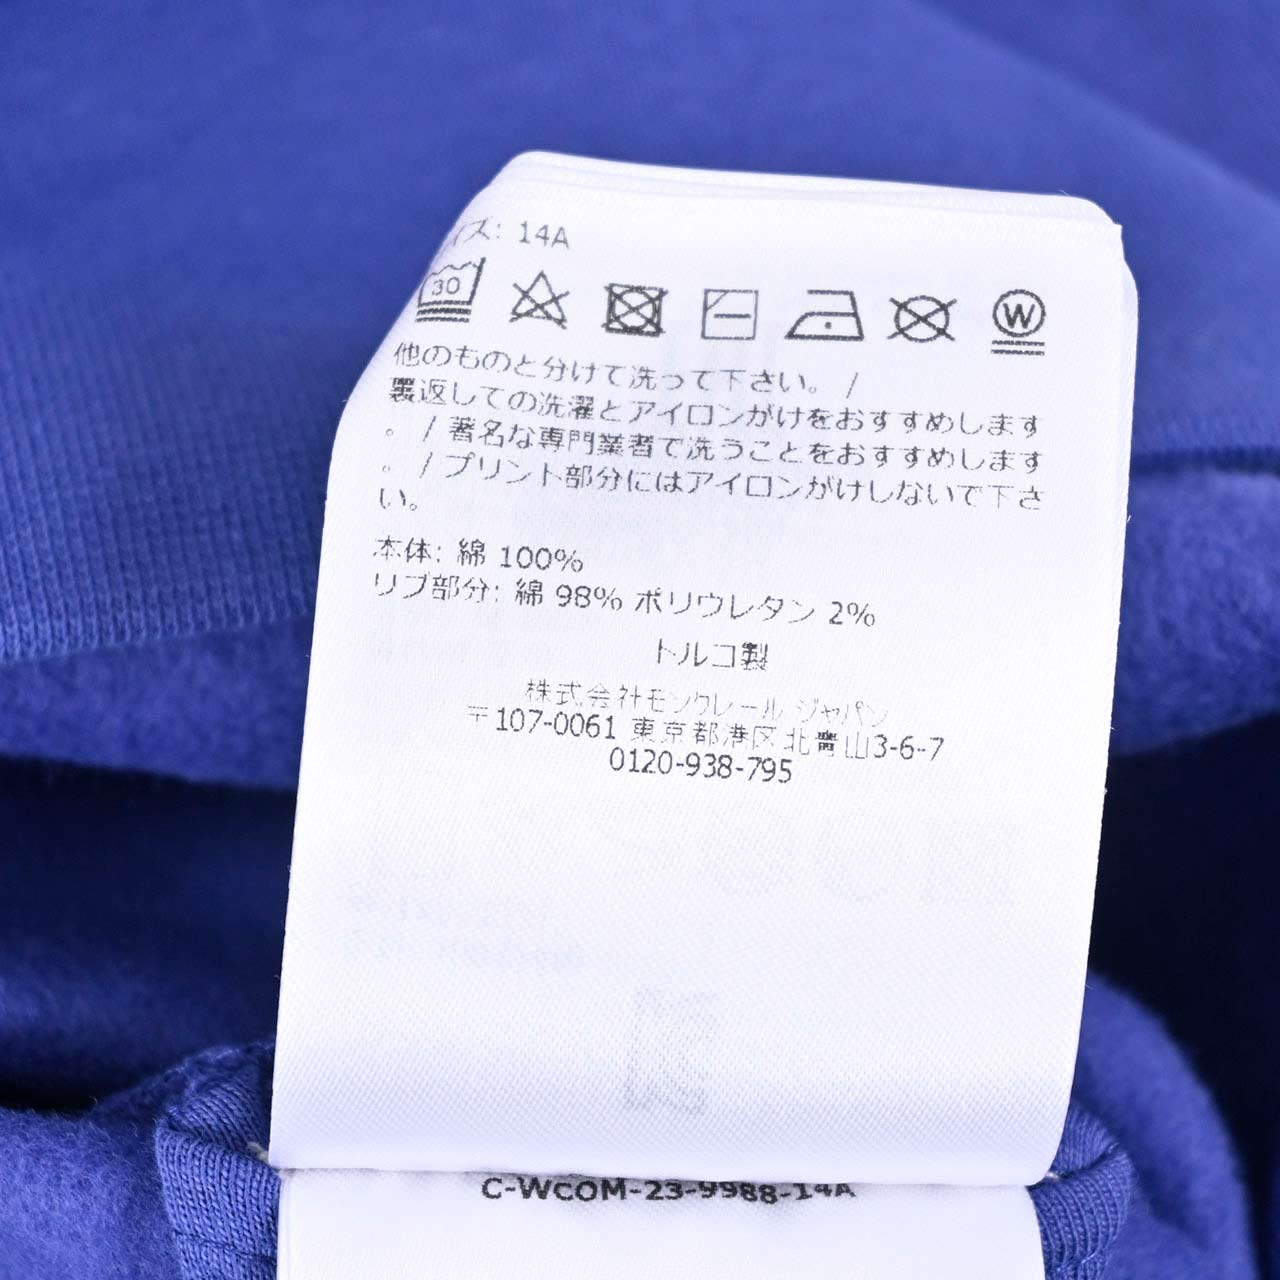 イズ: 14A
30
W
他のものと分けて洗って下さい。 /
裏返しての洗濯とアイロンがけをおすすめします
。 / 著名な専門業者で洗うことをおすすめします
。 / プリント部分にはアイロンがけしないで下さ
い。
本体: 綿 100%
リブ部分: 綿 98% ポリウレタン 2%
トルコ製
株式会社モンクレール ジャパン
〒107-0061 東京都港区北青山3-6-7
0120-938-795
C-WCOM-23-9988-14A